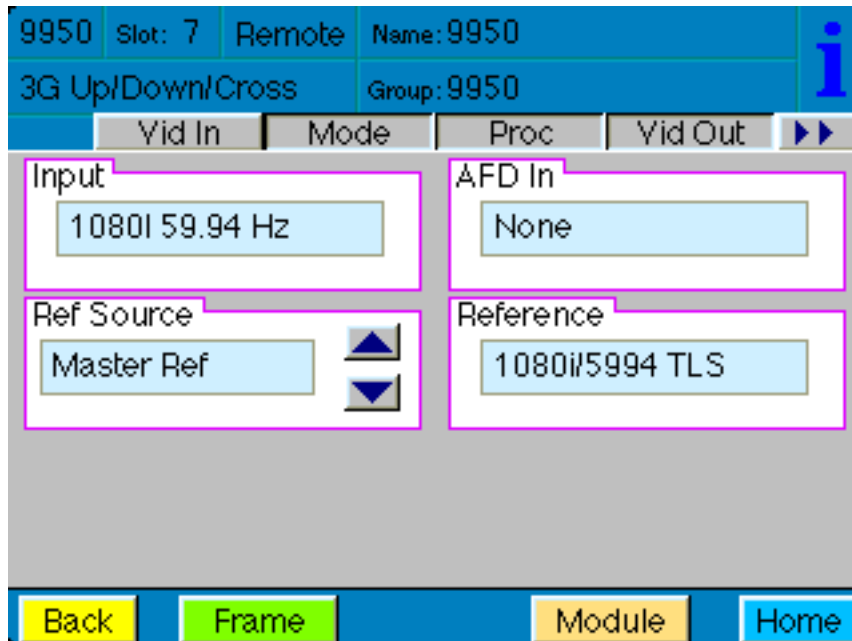 9950 Slot: 7 Remote Name: 9950 i
3G Up/Down/Cross Group: 9950
Vid In Mode Proc Vid Out
Input AFD In
1080I 59.94 Hz None
Ref Source Reference
Master Ref 1080i/5994 TLS
Back Frame Module Home